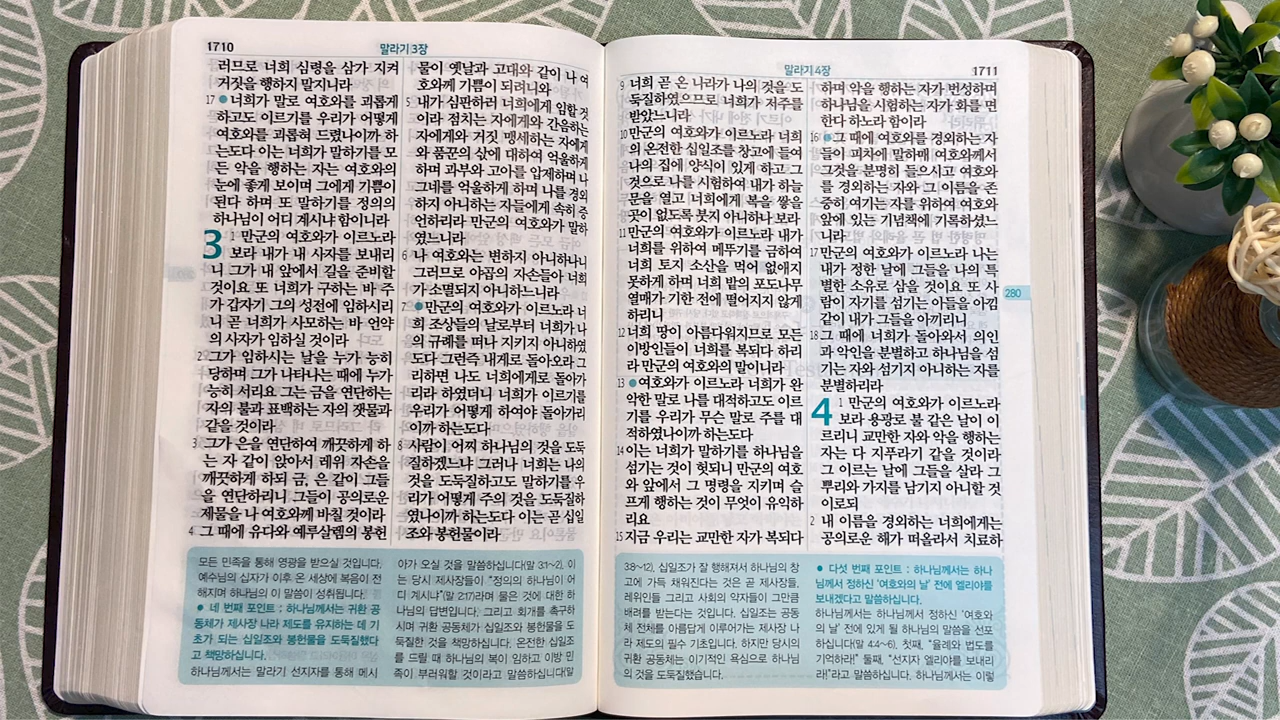 1710
말라기 3장
러므로 너희 심령을 삼가 지켜
거짓을 행하지 말지니라
17 ●너희가 말로 여호와를 괴롭게
하고도 이르기를 우리가 어떻게
여호와를 괴롭혀 드렸나이까 하
는도다 이는 너희가 말하기를 모
든 악을 행하는 자는 여호와의
눈에 좋게 보이며 그에게 기쁨이
된다 하며 또 말하기를 정의의
하나님이 어디 계시냐 함이니라
3 1 만군의 여호와가 이르노라
보라 내가 내 사자를 보내리
니 그가 내 앞에서 길을 준비할
것이요 또 너희가 구하는 바 주
가 갑자기 그의 성전에 임하시리
니 곧 너희가 사모하는 바 언약
의 사자가 임하실 것이라
2 그가 임하시는 날을 누가 능히
당하며 그가 나타나는 때에 누가
능히 서리요 그는 금을 연단하는
자의 불과 표백하는 자의 잿물과
같을 것이라
3 그가 은을 연단하여 깨끗하게 하
는 자 같이 앉아서 레위 자손을
깨끗하게 하되 금, 은 같이 그들
을 연단하리니 그들이 공의로운
제물을 나 여호와께 바칠 것이라
4 그 때에 유다와 예루살렘의 봉헌
물이 옛날과 고대와 같이 나 여
호와께 기쁨이 되려니와
5 내가 심판하러 너희에게 임할 것
이라 점치는 자에게와 간음하는
자에게와 거짓 맹세하는 자에게
와 품꾼의 삯에 대하여 억울하게
하며 과부와 고아를 압제하며 나
그네를 억울하게 하며 나를 경외
하지 아니하는 자들에게 속히 증
언하리라 만군의 여호와가 말하
였느니라
6 나 여호와는 변하지 아니하나니
그러므로 야곱의 자손들아 너희
가 소멸되지 아니하느니라
7 ●만군의 여호와가 이르노라 너
희 조상들의 날로부터 너희가 나
의 규례를 떠나 지키지 아니하였
도다 그런즉 내게로 돌아오라 그
리하면 나도 너희에게로 돌아가
리라 하였더니 너희가 이르기를
우리가 어떻게 하여야 돌아가리
이까 하는도다
8 사람이 어찌 하나님의 것을 도둑
질하겠느냐 그러나 너희는 나의
것을 도둑질하고도 말하기를 우
리가 어떻게 주의 것을 도둑질하
였나이까 하는도다 이는 곧 십일
조와 봉헌물이라
모든 민족을 통해 영광을 받으실 것입니다.
예수님의 십자가 이후 온 세상에 복음이 전
해지며 하나님의 이 말씀이 성취됩니다.
● 네 번째 포인트 : 하나님께서는 귀환 공
동체가 제사장 나라 제도를 유지하는 데 기
초가 되는 십일조와 봉헌물을 도둑질했다
고 책망하십니다.
하나님께서는 말라기 선지자를 통해 메시
아가 오실 것을 말씀하십니다(말 3:1~2). 이
는 당시 제사장들이 "정의의 하나님이 어
디 계시냐"(말 2:17)라며 물은 것에 대한 하
나님의 답변입니다. 그리고 회개를 촉구하
시며 귀환 공동체가 십일조와 봉헌물을 도
둑질한 것을 책망하십니다. 온전한 십일조
를 드릴 때 하나님의 복이 임하고 이방 민
족이 부러워할 것이라고 말씀하십니다(말
말라기 4장
1711
9 너희 곧 온 나라가 나의 것을 도
둑질하였으므로 너희가 저주를
받았느니라
10 만군의 여호와가 이르노라 너희
의 온전한 십일조를 창고에 들여
나의 집에 양식이 있게 하고 그
것으로 나를 시험하여 내가 하늘
문을 열고 너희에게 복을 쌓을
곳이 없도록 붓지 아니하나 보라
11 만군의 여호와가 이르노라 내가
너희를 위하여 메뚜기를 금하여
너희 토지 소산을 먹어 없애지
못하게 하며 너희 밭의 포도나무
열매가 기한 전에 떨어지지 않게
하리니
12 너희 땅이 아름다워지므로 모든
이방인들이 너희를 복되다 하리
라 만군의 여호와의 말이니라
13 ●여호와가 이르노라 너희가 완
악한 말로 나를 대적하고도 이르
기를 우리가 무슨 말로 주를 대
적하였나이까 하는도다
14 이는 너희가 말하기를 하나님을
섬기는 것이 헛되니 만군의 여호
와 앞에서 그 명령을 지키며 슬
프게 행하는 것이 무엇이 유익하
리요
15 지금 우리는 교만한 자가 복되다
하며 악을 행하는 자가 번성하며
하나님을 시험하는 자가 화를 면
한다 하노라 함이라
16 ●그 때에 여호와를 경외하는 자
들이 피차에 말하매 여호와께서
그것을 분명히 들으시고 여호와
를 경외하는 자와 그 이름을 존
중히 여기는 자를 위하여 여호와
앞에 있는 기념책에 기록하셨느
니라
17 만군의 여호와가 이르노라 나는
내가 정한 날에 그들을 나의 특
별한 소유로 삼을 것이요 또 사
람이 자기를 섬기는 아들을 아낌
같이 내가 그들을 아끼리니
18 그 때에 너희가 돌아와서 의인
과 악인을 분별하고 하나님을 섬
기는 자와 섬기지 아니하는 자를
분별하리라
4 1 만군의 여호와가 이르노라
보라 용광로 불 같은 날이 이
르리니 교만한 자와 악을 행하는
자는 다 지푸라기 같을 것이라
그 이르는 날에 그들을 살라 그
뿌리와 가지를 남기지 아니할 것
이로되
2 내 이름을 경외하는 너희에게는
공의로운 해가 떠올라서 치료하
280
3:8~12). 십일조가 잘 행해져서 하나님의 창
고에 가득 채워진다는 것은 곧 제사장들,
레위인들 그리고 사회의 약자들이 그만큼
배려를 받는다는 것입니다. 십일조는 공동
체 전체를 아름답게 이루어가는 제사장 나
라 제도의 필수 기초입니다. 하지만 당시의
귀환 공동체는 이기적인 욕심으로 하나님
의 것을 도둑질했습니다.
● 다섯 번째 포인트 : 하나님께서는 하나
님께서 정하신 '여호와의 날' 전에 엘리야를
보내겠다고 말씀하십니다.
하나님께서는 하나님께서 정하신 '여호와
의 날' 전에 있게 될 하나님의 말씀을 선포
하십니다(말 4:4~6). 첫째, "율례와 법도를
기억하라!" 둘째, "선지자 엘리야를 보내리
라!"라고 말씀하십니다. 하나님께서는 이렇